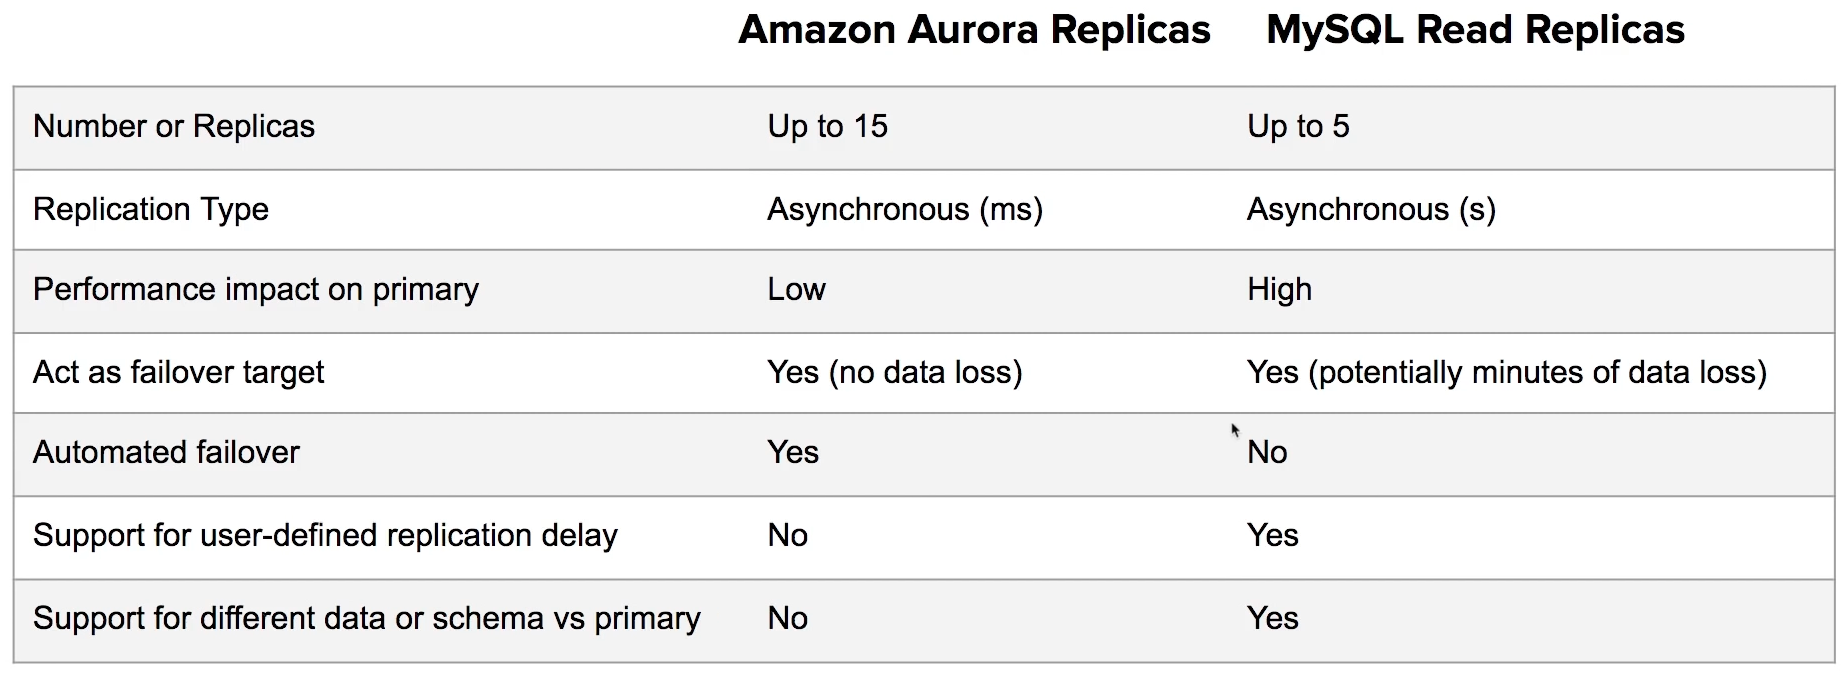 Amazon Aurora Replicas MySQL Read Replicas
Number or Replicas Up to 15 Up to 5
Replication Type Asynchronous (ms) Asynchronous (s)
Performance impact on primary Low High
Act as failover target Yes (no data loss) Yes (potentially minutes of data loss)
Automated failover Yes No
Support for user-defined replication delay No Yes
Support for different data or schema vs primary No Yes